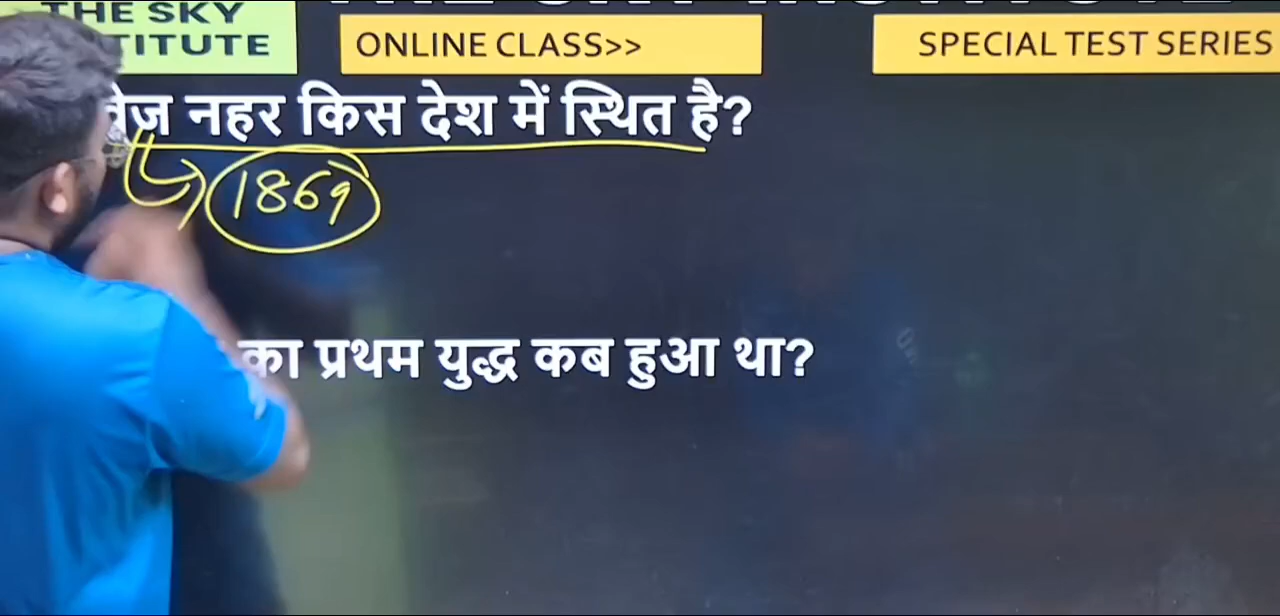 THE SKY
TITUTE
ONLINE CLASS>>
SPECIAL TEST SERIES
नहर किस देश में स्थित है?
1869
का प्रथम युद्ध कब हुआ था?